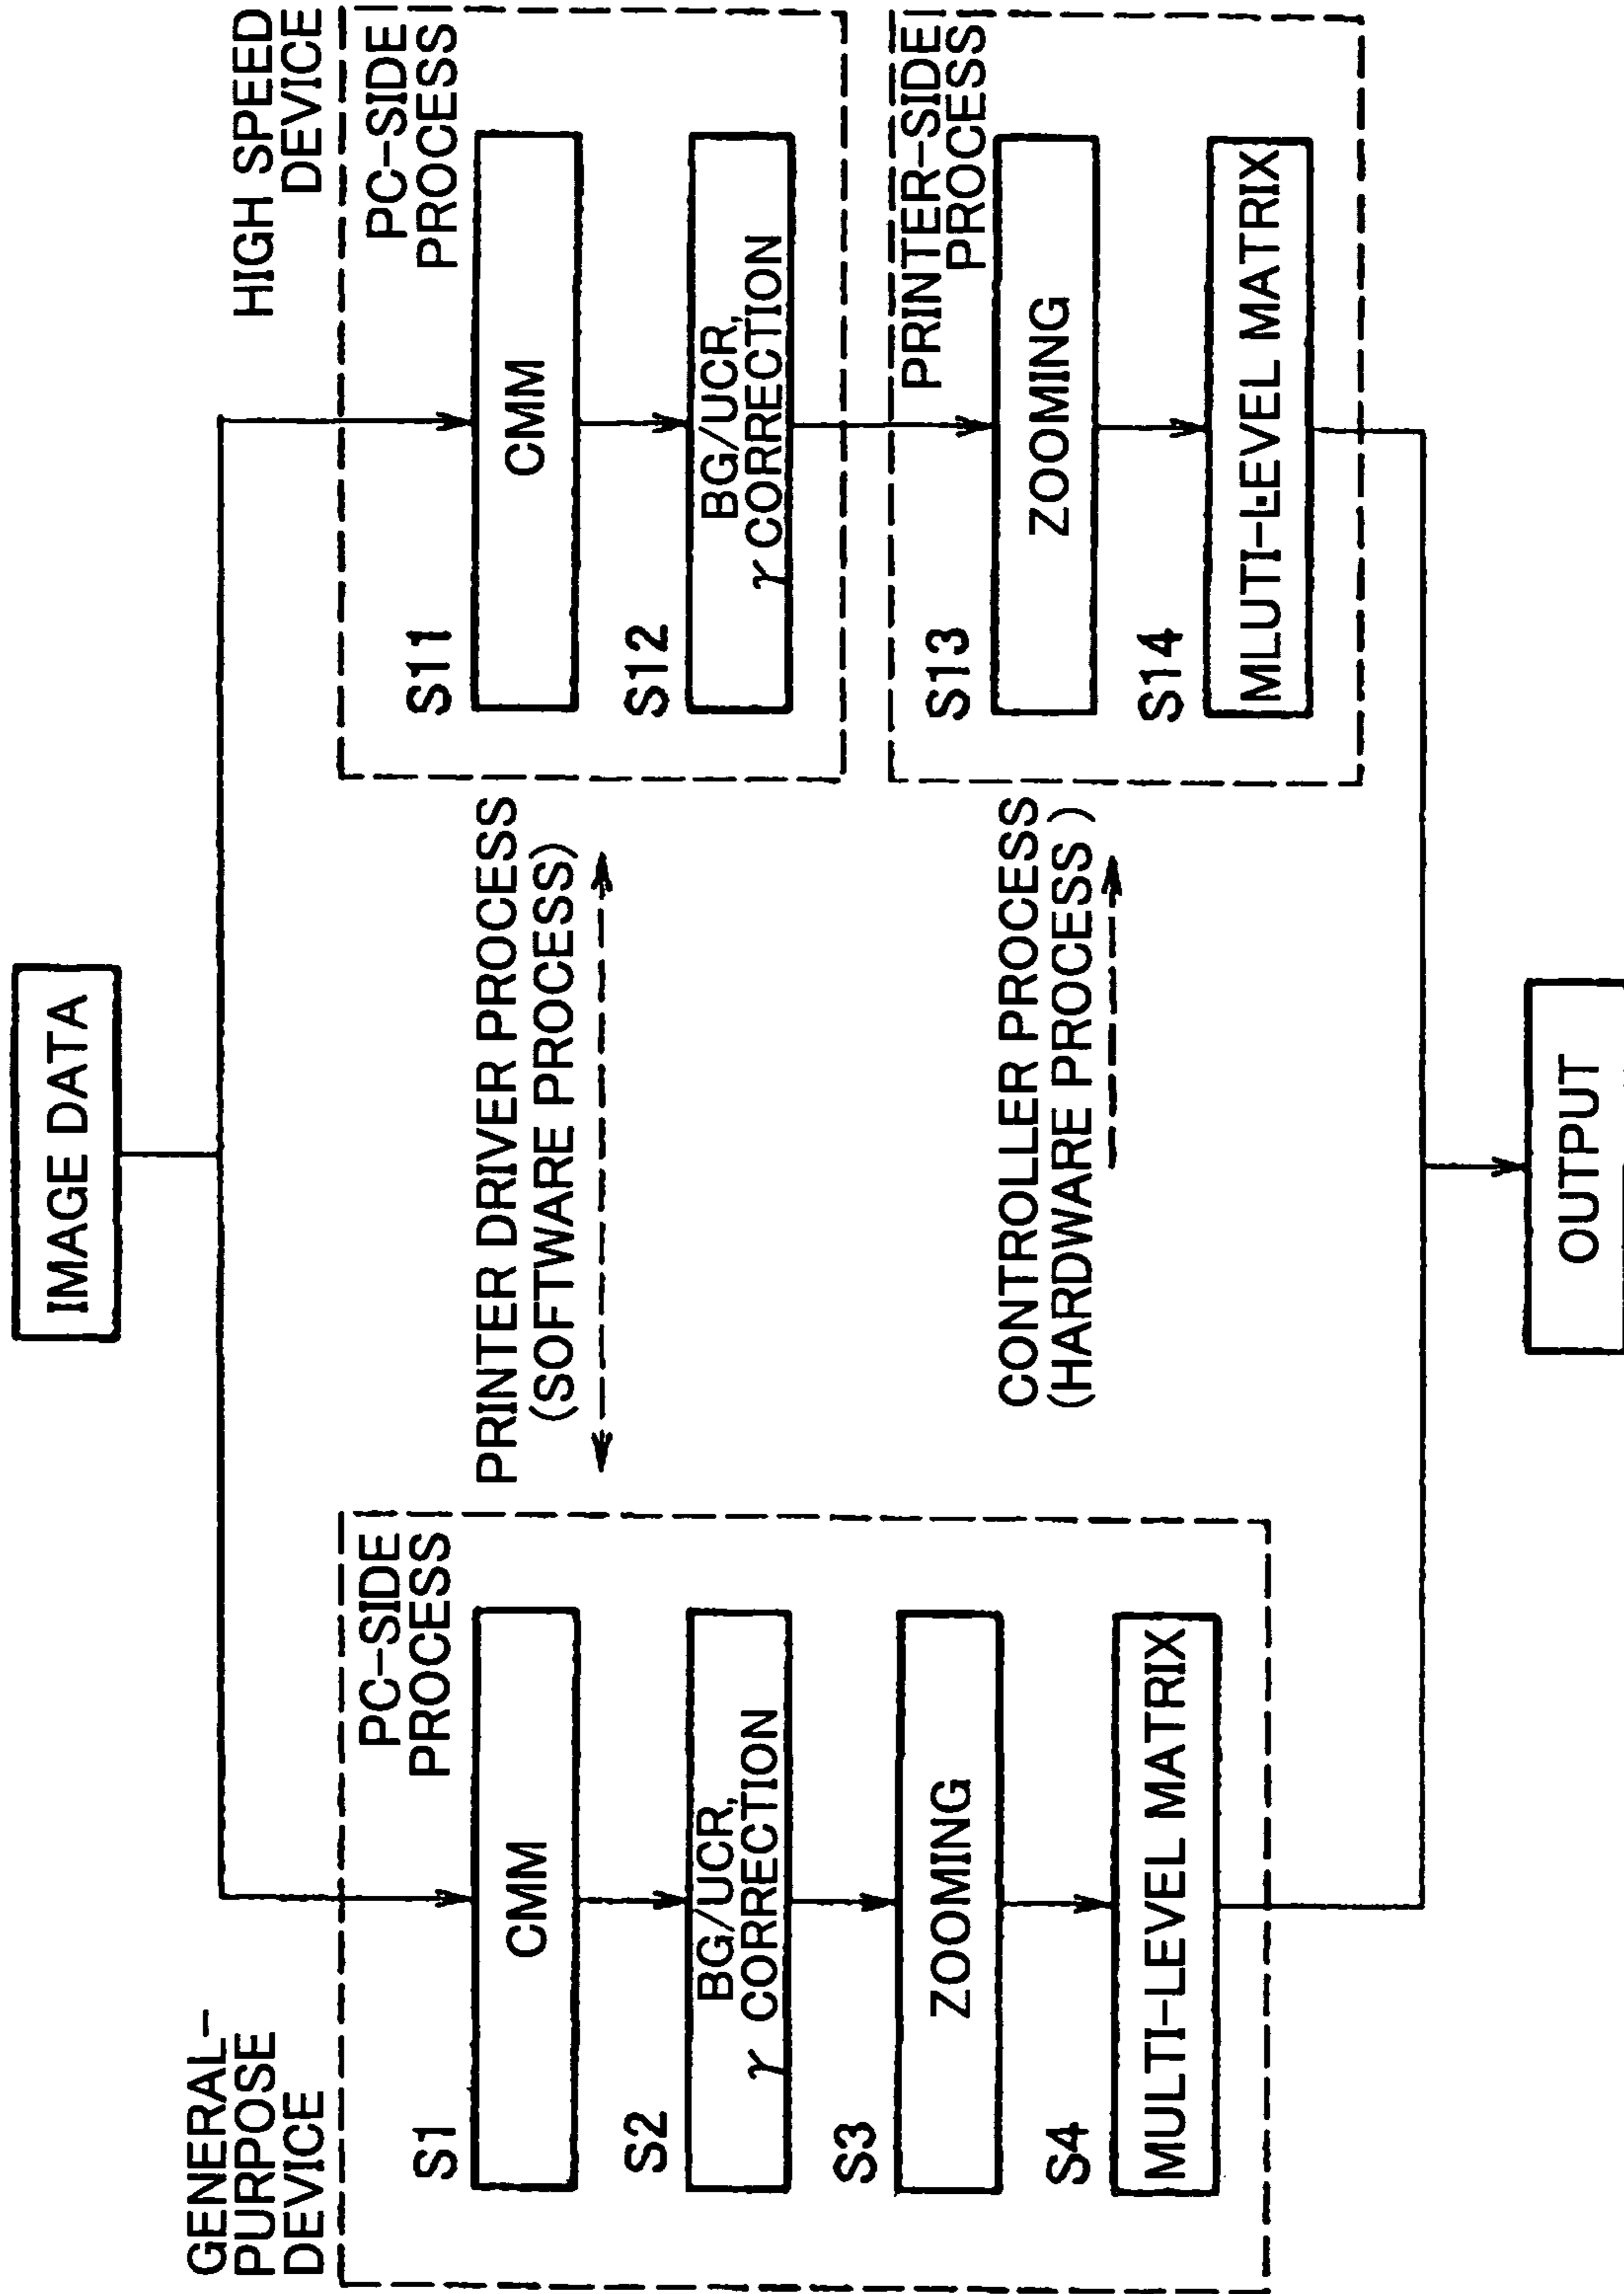 IMAGE DATA
GENERAL-
PURPOSE
DEVICE
PC-SIDE
PROCESS
S1
CMM
S2
BG/UCR,
γ CORRECTION
S3
ZOOMING
S4
MULTI-LEVEL MATRIX
PRINTER DRIVER PROCESS
(SOFTWARE PROCESS)
CONTROLLER PROCESS
(HARDWARE PROCESS )
HIGH SPEED
DEVICE
PC-SIDE
PROCESS
S11
CMM
S12
BG/UCR,
γ CORRECTION
PRINTER-SIDE
PROCESS
S13
ZOOMING
S14
MLUTI-LEVEL MATRIX
OUTPUT